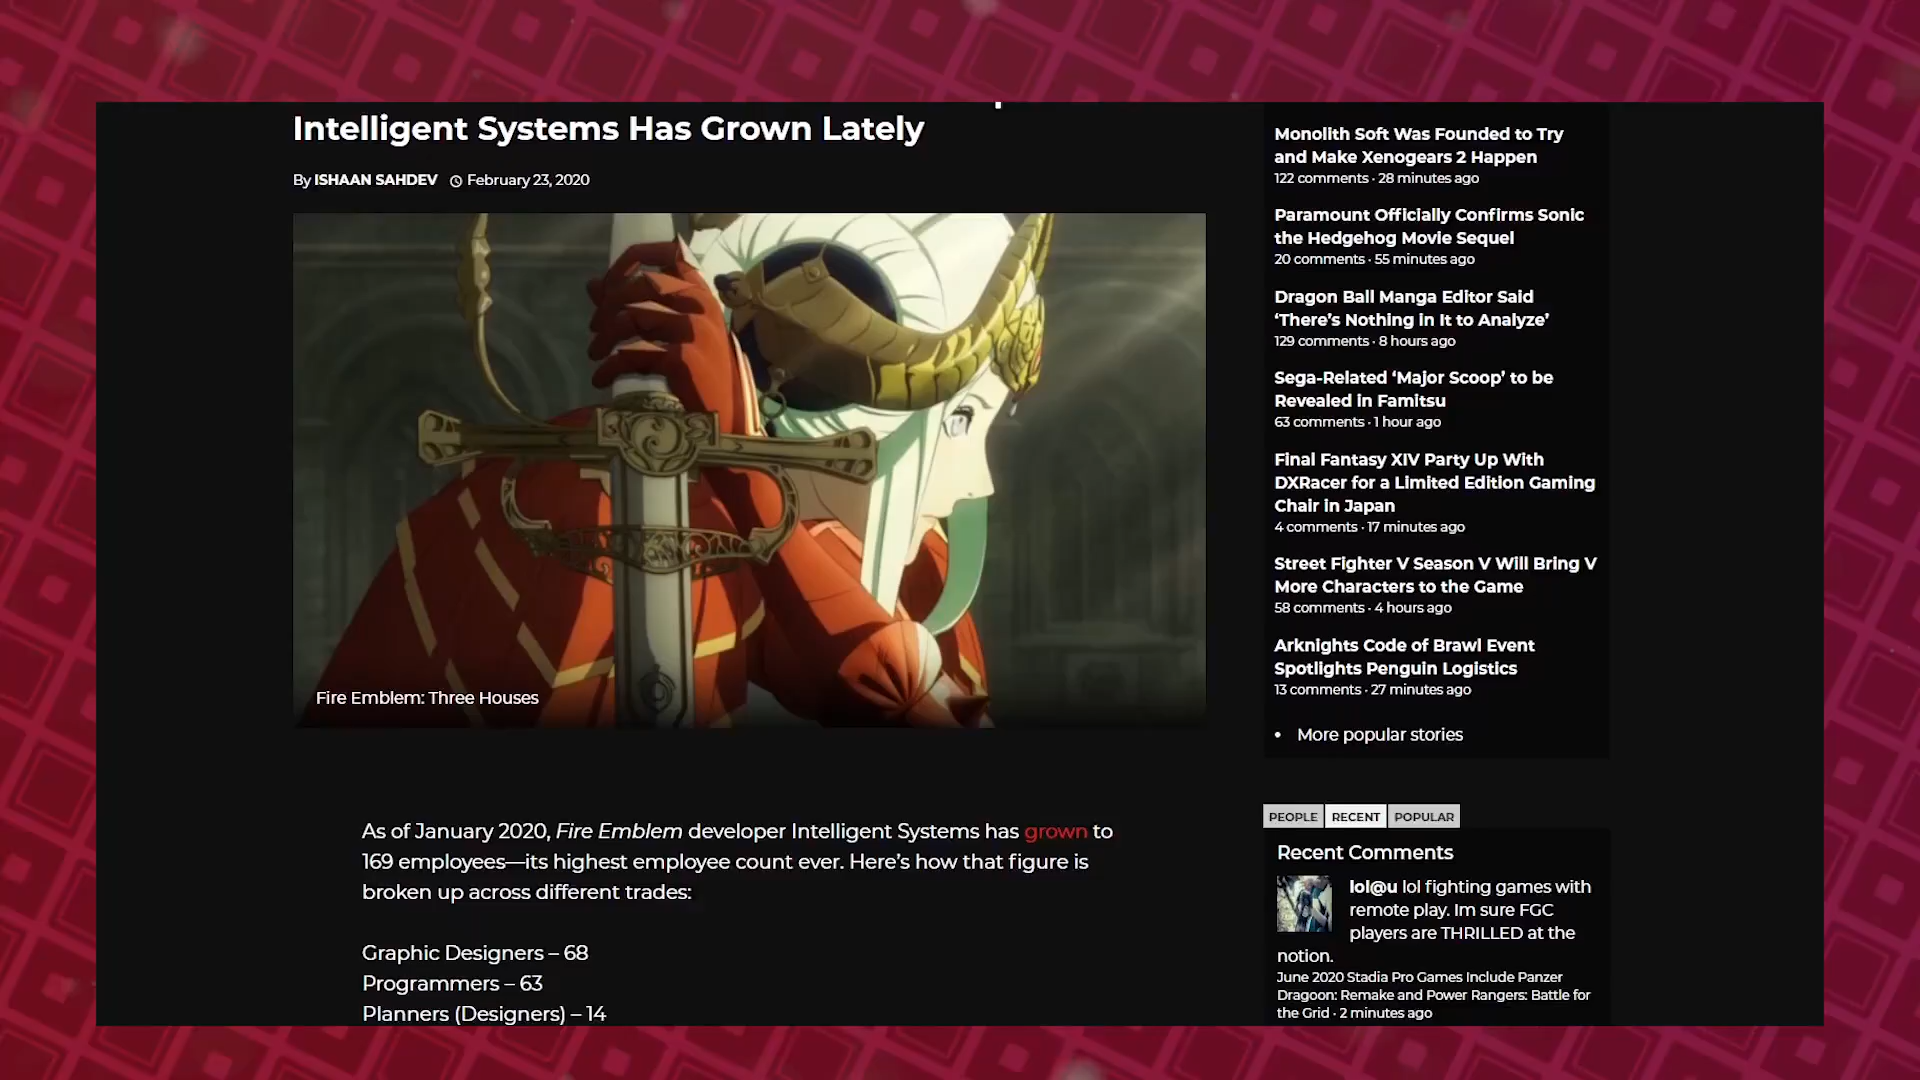 Intelligent Systems Has Grown Lately
By ISHAAN SAHDEV February 23, 2020
Fire Emblem: Three Houses
As of January 2020, Fire Emblem developer Intelligent Systems has grown to
169 employees—its highest employee count ever. Here's how that figure is
broken up across different trades:
Graphic Designers – 68
Programmers – 63
Planners (Designers) – 14
Monolith Soft Was Founded to Try
and Make Xenogears 2 Happen
122 comments · 28 minutes ago
Paramount Officially Confirms Sonic
the Hedgehog Movie Sequel
20 comments · 55 minutes ago
Dragon Ball Manga Editor Said
‘There’s Nothing in It to Analyze’
129 comments · 8 hours ago
Sega-Related ‘Major Scoop’ to be
Revealed in Famitsu
63 comments · 1 hour ago
Final Fantasy XIV Party Up With
DXRacer for a Limited Edition Gaming
Chair in Japan
4 comments · 17 minutes ago
Street Fighter V Season V Will Bring V
More Characters to the Game
58 comments · 4 hours ago
Arknights Code of Brawl Event
Spotlights Penguin Logistics
13 comments · 27 minutes ago
• More popular stories
PEOPLE RECENT POPULAR
Recent Comments
lol@u lol fighting games with
remote play. Im sure FGC
players are THRILLED at the
notion.
June 2020 Stadia Pro Games Include Panzer
Dragoon: Remake and Power Rangers: Battle for
the Grid · 2 minutes ago